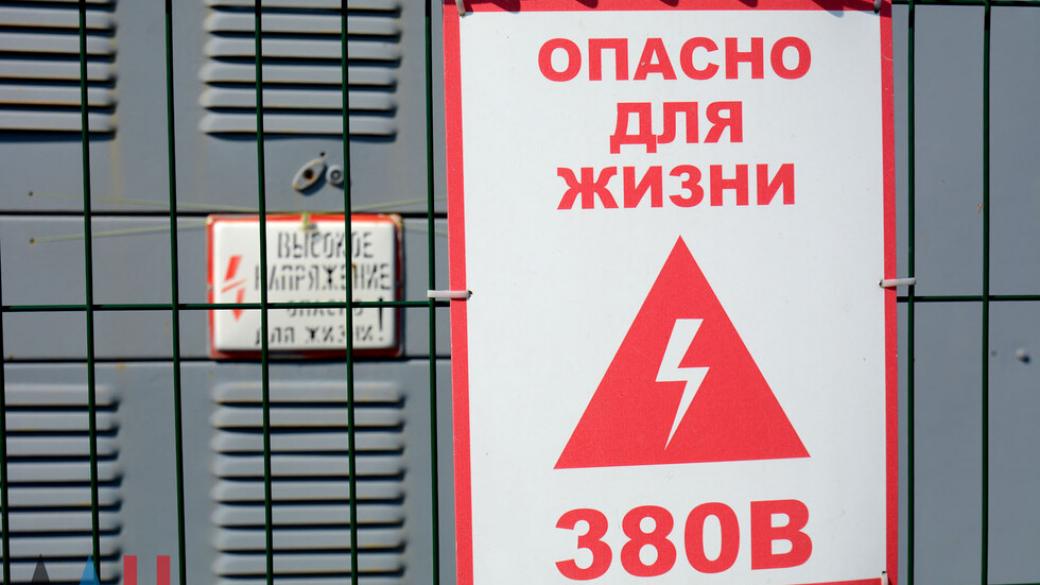 ОПАСНО
ДЛЯ
ЖИЗНИ
380В
ВЫСОКОЕ
НАПРЯЖЕНИЕ
ОПАСНО
ДЛЯ ЖИЗНИ!